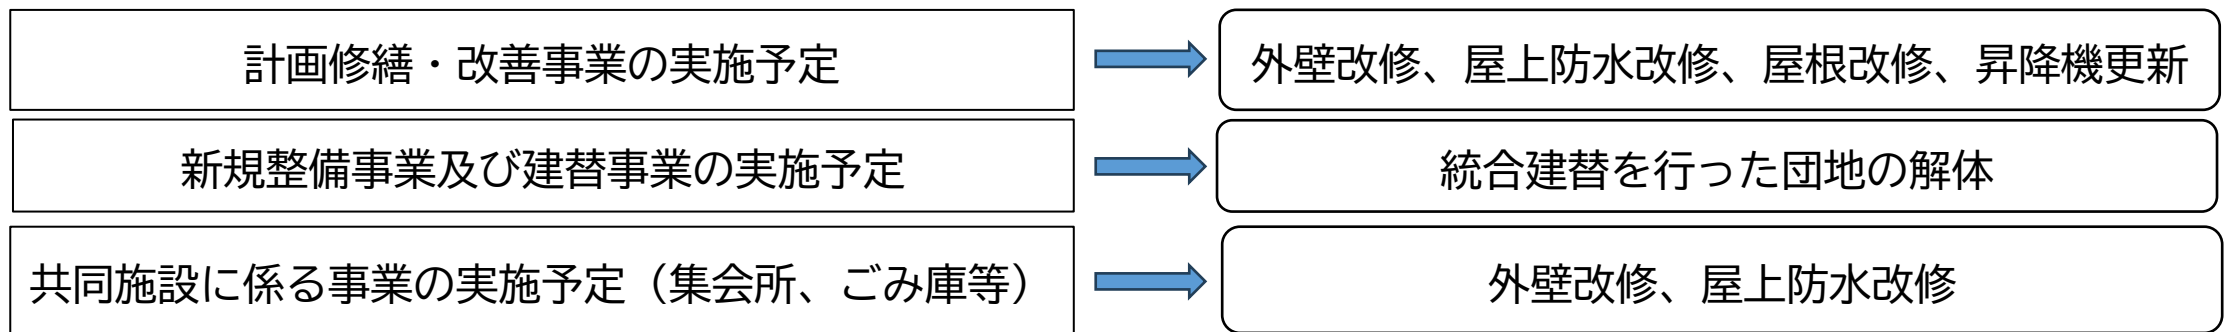 計画修繕・改善事業の実施予定
外壁改修、屋上防水改修、屋根改修、昇降機更新
新規整備事業及び建替事業の実施予定
統合建替を行った団地の解体
共同施設に係る事業の実施予定（集会所、ごみ庫等）
外壁改修、屋上防水改修